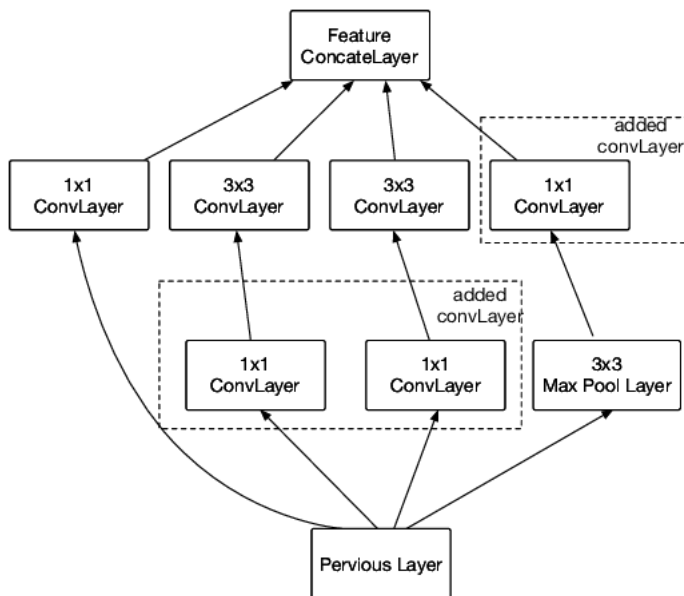 Feature
ConcateLayer
added
convLayer
1x1
ConvLayer
3x3
ConvLayer
3x3
ConvLayer
1x1
ConvLayer
added
convLayer
1x1
ConvLayer
1x1
ConvLayer
3x3
Max Pool Layer
Pervious Layer